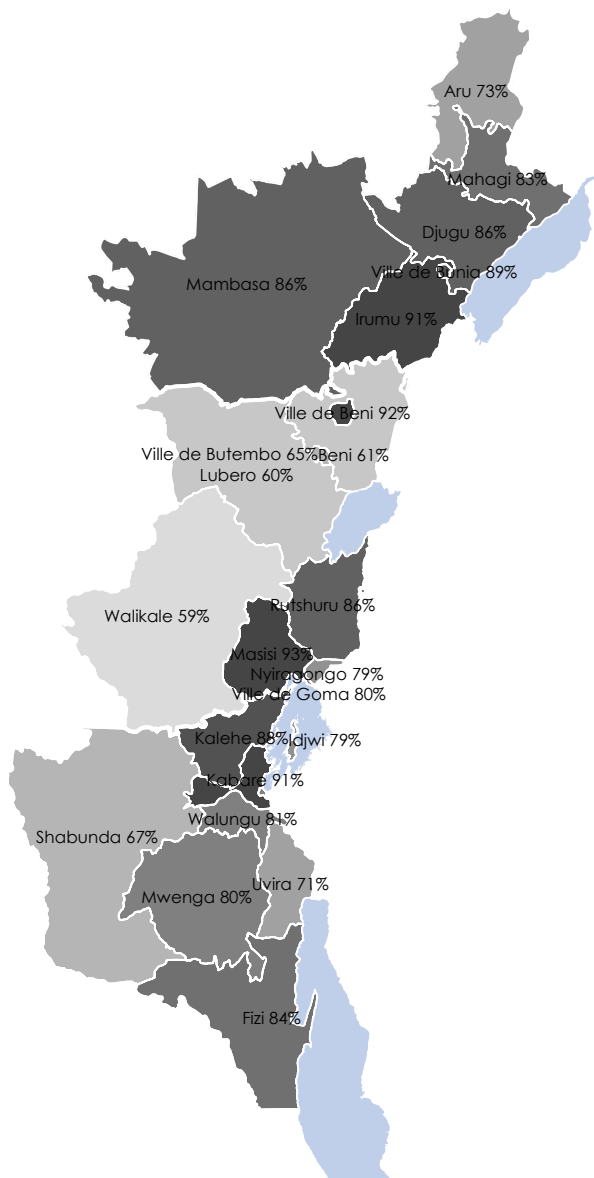 Aru 73%
Mahagi 83%
Djugu 86%
Ville de Bunia 89%
Mambasa 86%
Irumu 91%
Ville de Beni 92%
Ville de Butembo 65%
Beni 61%
Lubero 60%
Rutshuru 86%
Walikale 59%
Masisi 93%
Nyiragongo 79%
Ville de Goma 80%
Kalehe 88%
Idjwi 79%
Kabare 91%
Walungu 81%
Shabunda 67%
Uvira 71%
Mwenga 80%
Fizi 84%